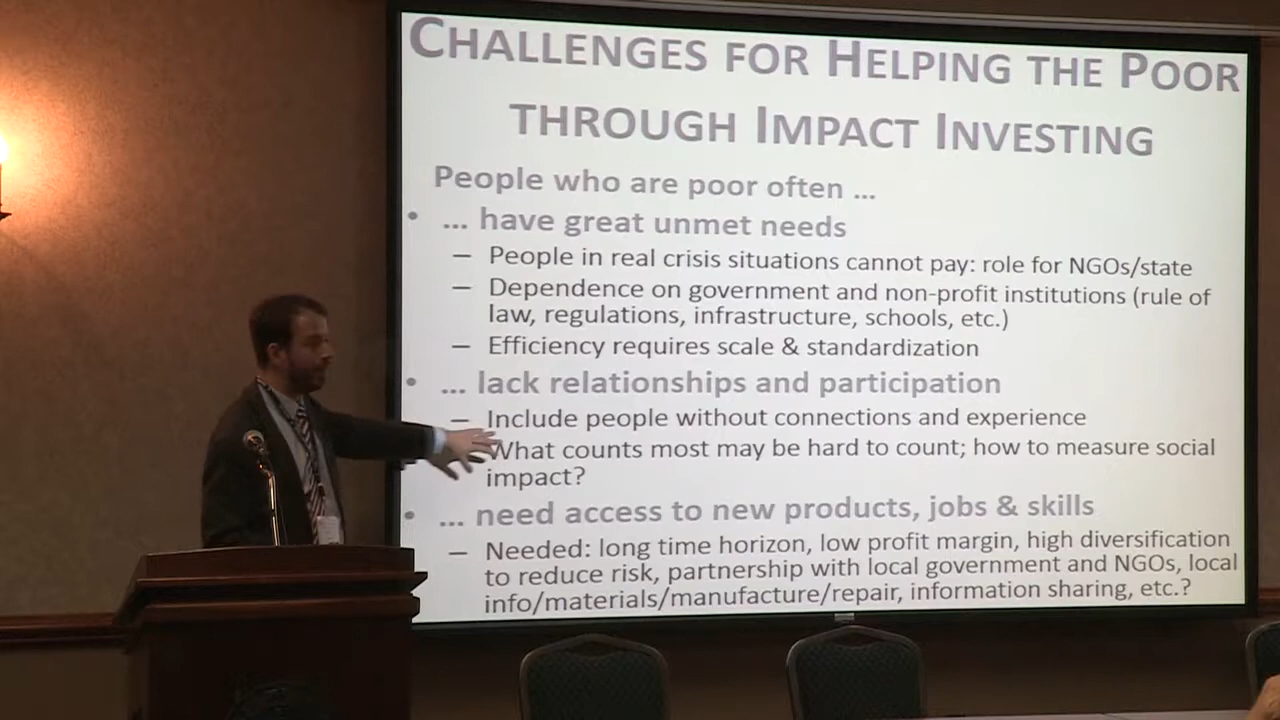 CHALLENGES FOR HELPING THE POOR
THROUGH IMPACT INVESTING
People who are poor often ...
• ... have great unmet needs
– People in real crisis situations cannot pay: role for NGOs/state
– Dependence on government and non-profit institutions (rule of
law, regulations, infrastructure, schools, etc.)
– Efficiency requires scale & standardization
• ... lack relationships and participation
– Include people without connections and experience
What counts most may be hard to count; how to measure social
impact?
• ... need access to new products, jobs & skills
– Needed: long time horizon, low profit margin, high diversification
to reduce risk, partnership with local government and NGOs, local
info/materials/manufacture/repair, information sharing, etc.?